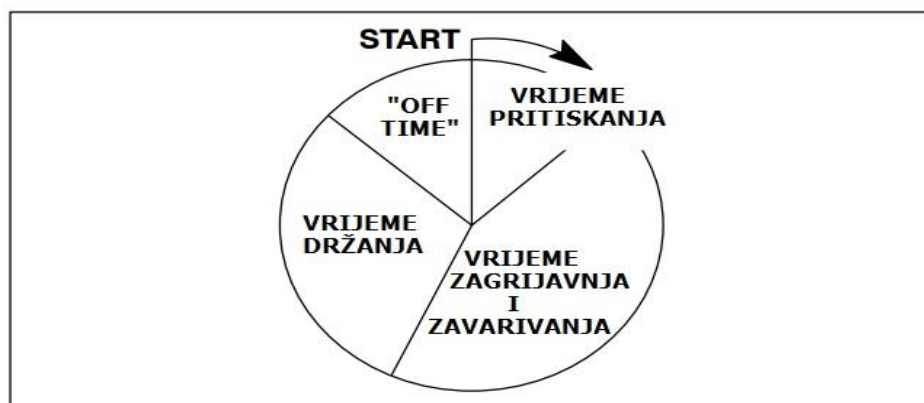 START
VRIJEME
PRITISKANJA
"OFF
TIME"
VRIJEME
ZAGRIJAVNJA
I
ZAVARIVANJA
VRIJEME
DRŽANJA